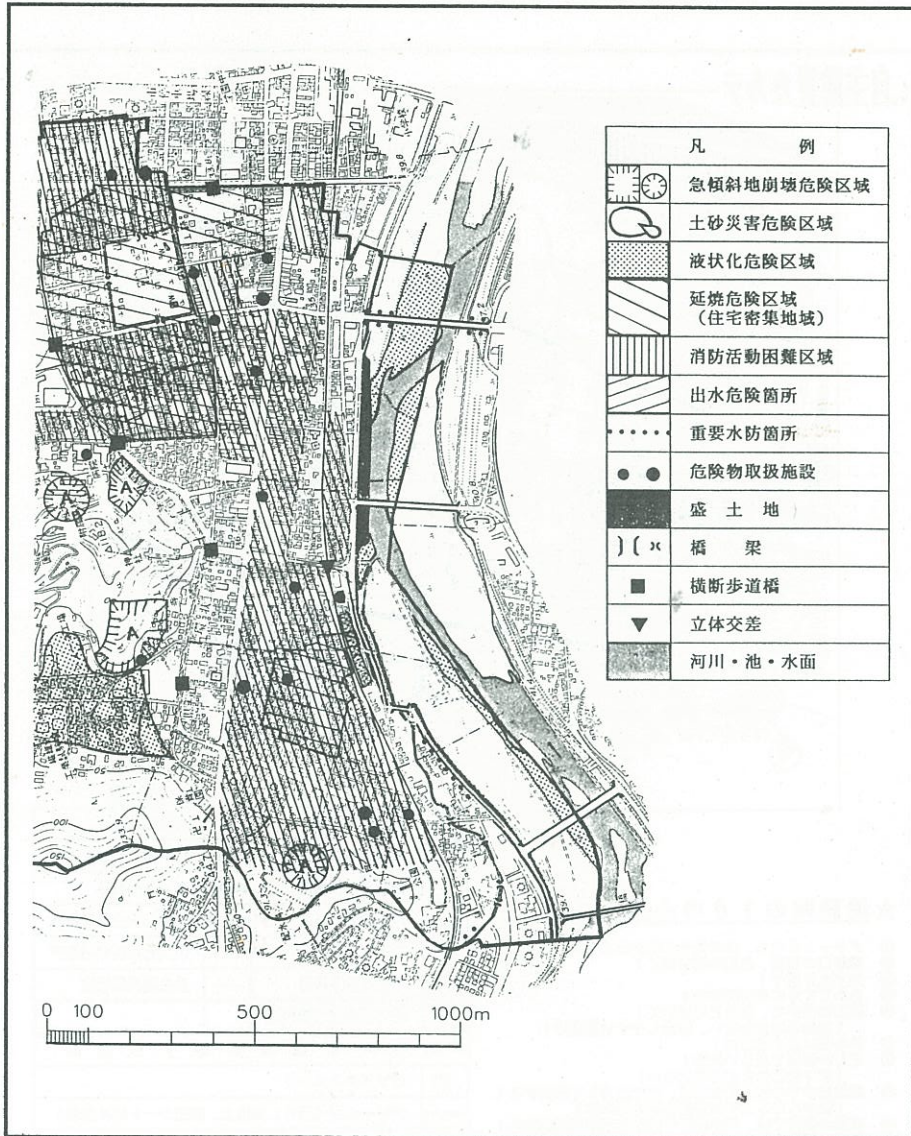 凡 例
急傾斜地崩壊危険区域
土砂災害危険区域
液状化危険区域
延焼危険区域
(住宅密集地域)
消防活動困難区域
出水危険箇所
重要水防箇所
危険物取扱施設
盛 土 地
橋 梁
横断歩道橋
立体交差
河川・池・水面
A
A
A
A
50
100
150
0 100 500 1000m